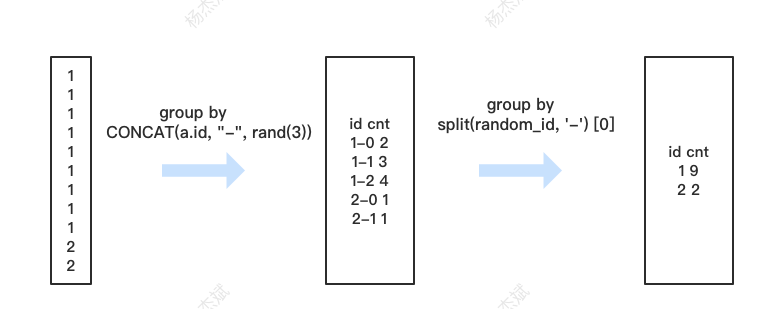 杨杰斌
杨杰斌
1
1
1
1
1
1
1
1
1
2
2
group by
CONCAT(a.id, "-", rand(3))
id cnt
1-0 2
1-1 3
1-2 4
2-0 1
2-1 1
group by
split(random_id, '-') [0]
id cnt
1 9
2 2
杰斌
杰斌